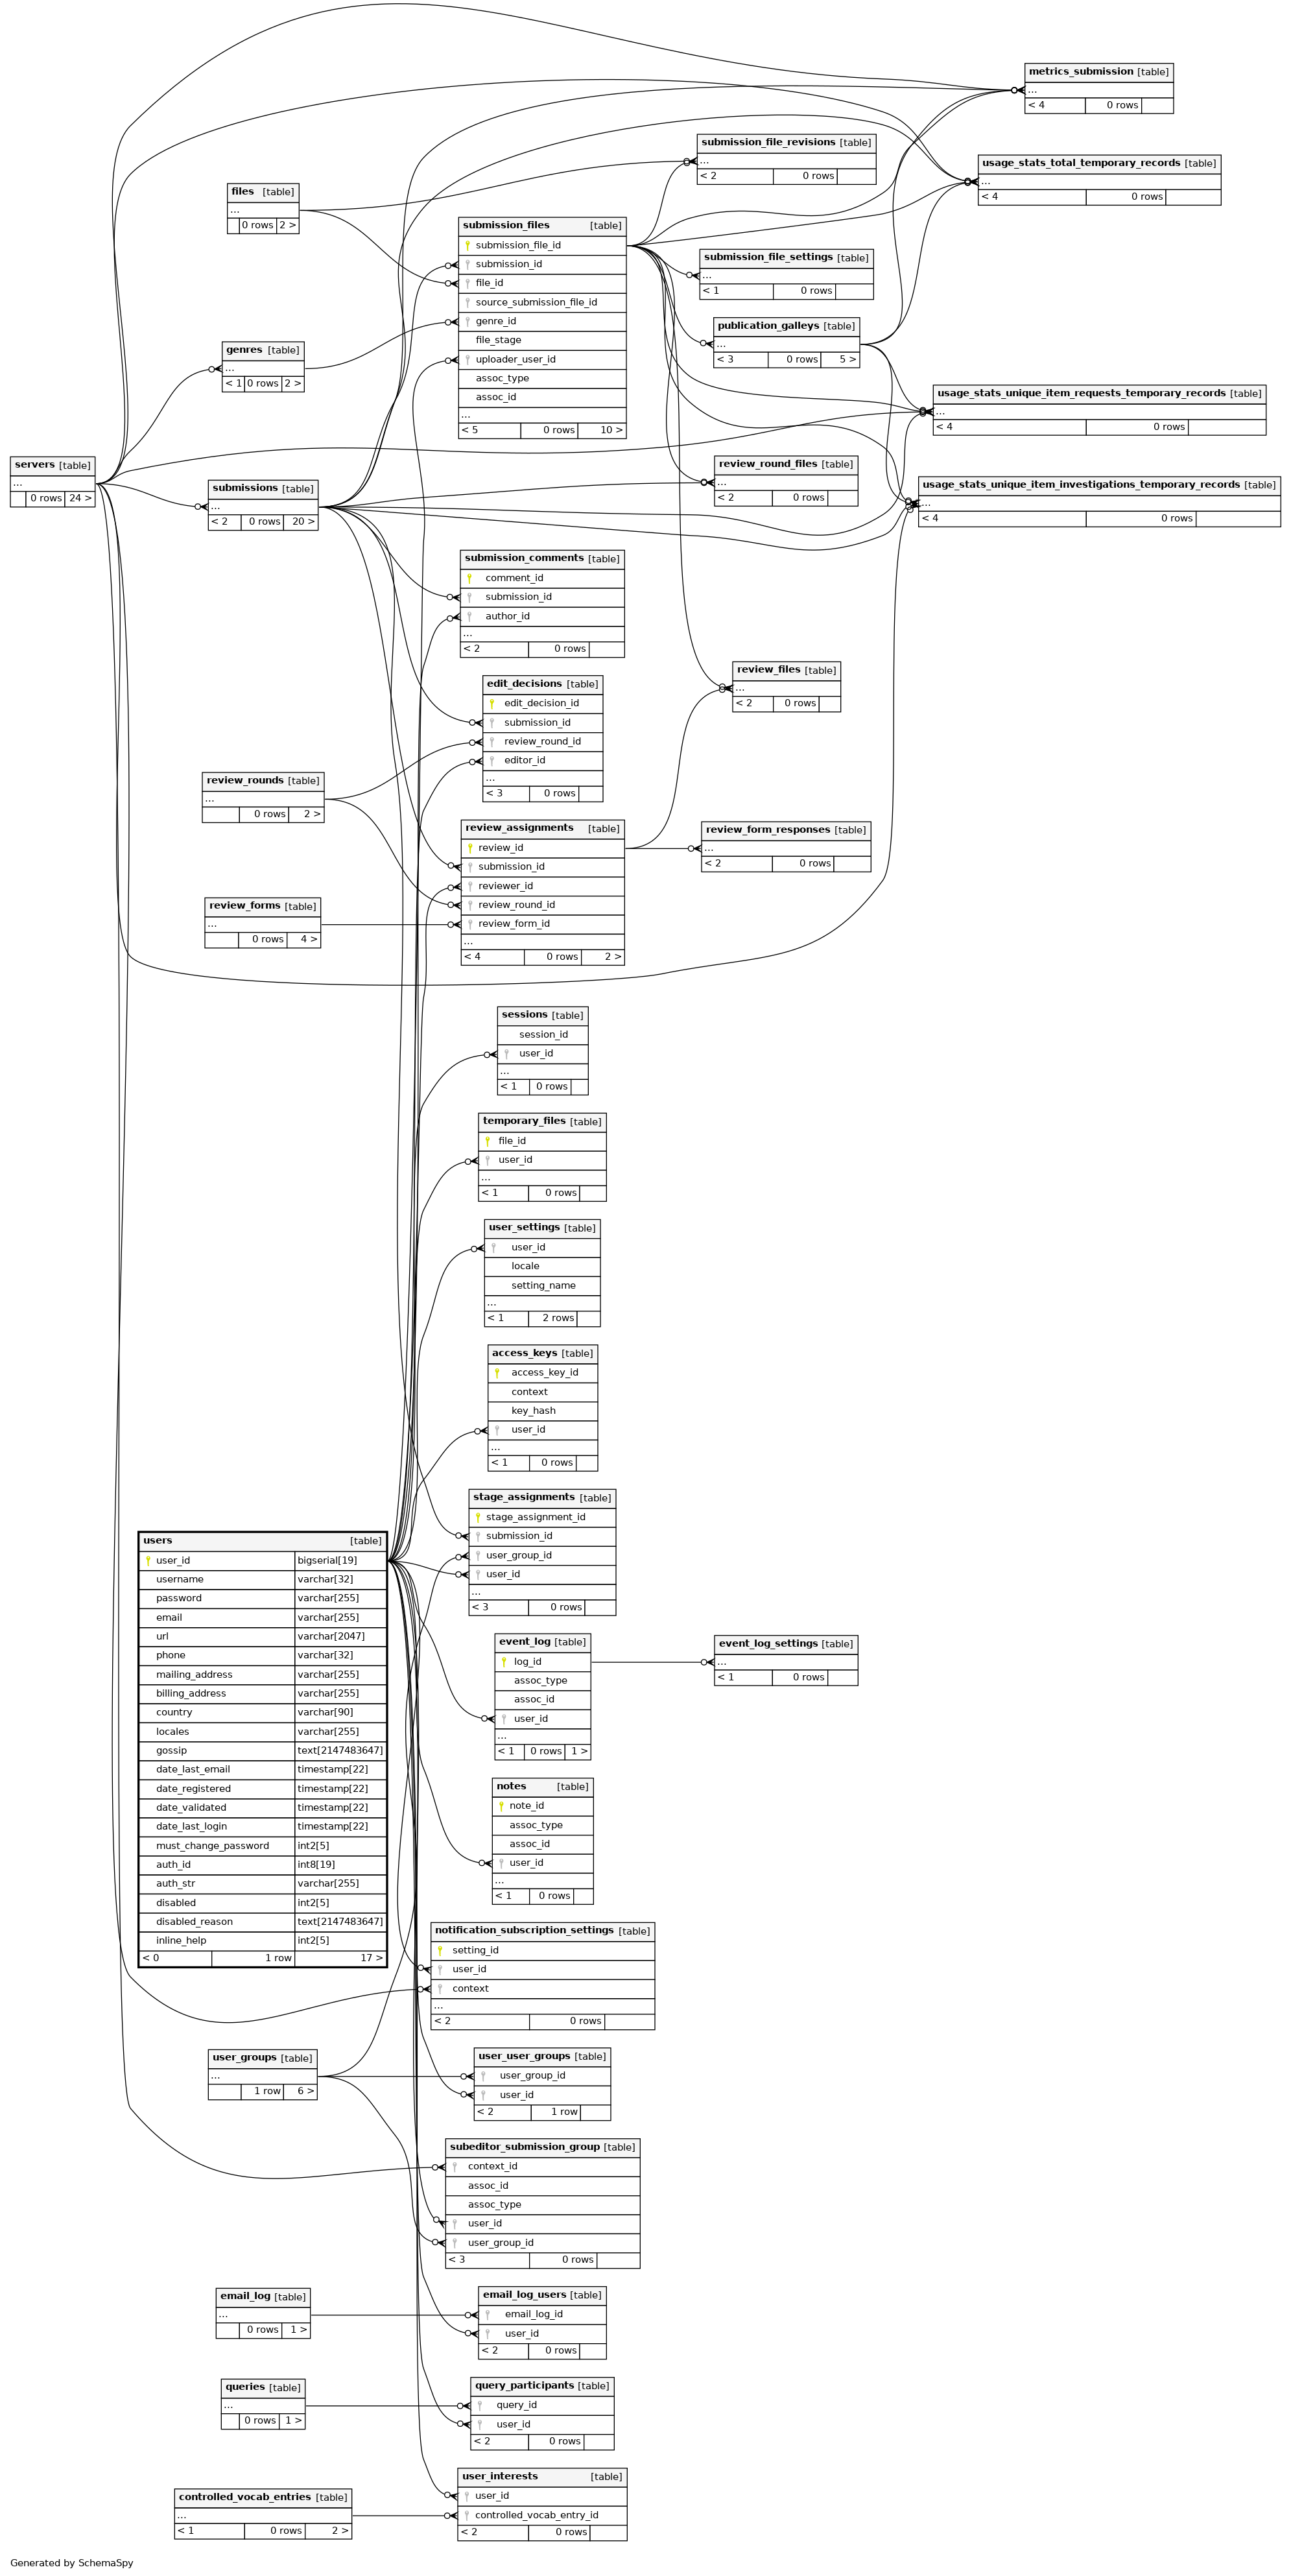 metrics_submission [table]
...
< 4 0 rows
submission_file_revisions [table]
...
< 2 0 rows
usage_stats_total_temporary_records [table]
...
< 4 0 rows
files [table]
...
0 rows 2 >
submission_files [table]
submission_file_id
submission_id
file_id
source_submission_file_id
genre_id
file_stage
uploader_user_id
assoc_type
assoc_id
...
< 5 0 rows 10 >
submission_file_settings [table]
...
< 1 0 rows
publication_galleys [table]
...
< 3 0 rows 5 >
genres [table]
...
< 1 0 rows 2 >
usage_stats_unique_item_requests_temporary_records [table]
...
< 4 0 rows
servers [table]
...
0 rows 24 >
submissions [table]
...
< 2 0 rows 20 >
review_round_files [table]
...
< 2 0 rows
usage_stats_unique_item_investigations_temporary_records [table]
...
< 4 0 rows
submission_comments [table]
comment_id
submission_id
author_id
...
< 2 0 rows
review_files [table]
...
< 2 0 rows
edit_decisions [table]
edit_decision_id
submission_id
review_round_id
editor_id
...
< 3 0 rows
review_rounds [table]
...
0 rows 2 >
review_assignments [table]
review_id
submission_id
reviewer_id
review_round_id
review_form_id
...
< 4 0 rows 2 >
review_form_responses [table]
...
< 2 0 rows
review_forms [table]
...
0 rows 4 >
sessions [table]
session_id
user_id
...
< 1 0 rows
temporary_files [table]
file_id
user_id
...
< 1 0 rows
user_settings [table]
user_id
locale
setting_name
...
< 1 2 rows
access_keys [table]
access_key_id
context
key_hash
user_id
...
< 1 0 rows
stage_assignments [table]
stage_assignment_id
submission_id
user_group_id
user_id
...
< 3 0 rows
users [table]
user_id bigserial[19]
username varchar[32]
password varchar[255]
email varchar[255]
url varchar[2047]
phone varchar[32]
mailing_address varchar[255]
billing_address varchar[255]
country varchar[90]
locales varchar[255]
gossip text[2147483647]
date_last_email timestamp[22]
date_registered timestamp[22]
date_validated timestamp[22]
date_last_login timestamp[22]
must_change_password int2[5]
auth_id int8[19]
auth_str varchar[255]
disabled int2[5]
disabled_reason text[2147483647]
inline_help int2[5]
< 0 1 row 17 >
event_log [table]
log_id
assoc_type
assoc_id
user_id
...
< 1 0 rows 1 >
event_log_settings [table]
...
< 1 0 rows
notes [table]
note_id
assoc_type
assoc_id
user_id
...
< 1 0 rows
notification_subscription_settings [table]
setting_id
user_id
context
...
< 2 0 rows
user_groups [table]
...
1 row 6 >
user_user_groups [table]
user_group_id
user_id
< 2 1 row
subeditor_submission_group [table]
context_id
assoc_id
assoc_type
user_id
user_group_id
< 3 0 rows
email_log [table]
...
0 rows 1 >
email_log_users [table]
email_log_id
user_id
< 2 0 rows
queries [table]
...
0 rows 1 >
query_participants [table]
query_id
user_id
< 2 0 rows
controlled_vocab_entries [table]
...
< 1 0 rows 2 >
user_interests [table]
user_id
controlled_vocab_entry_id
< 2 0 rows
Generated by SchemaSpy